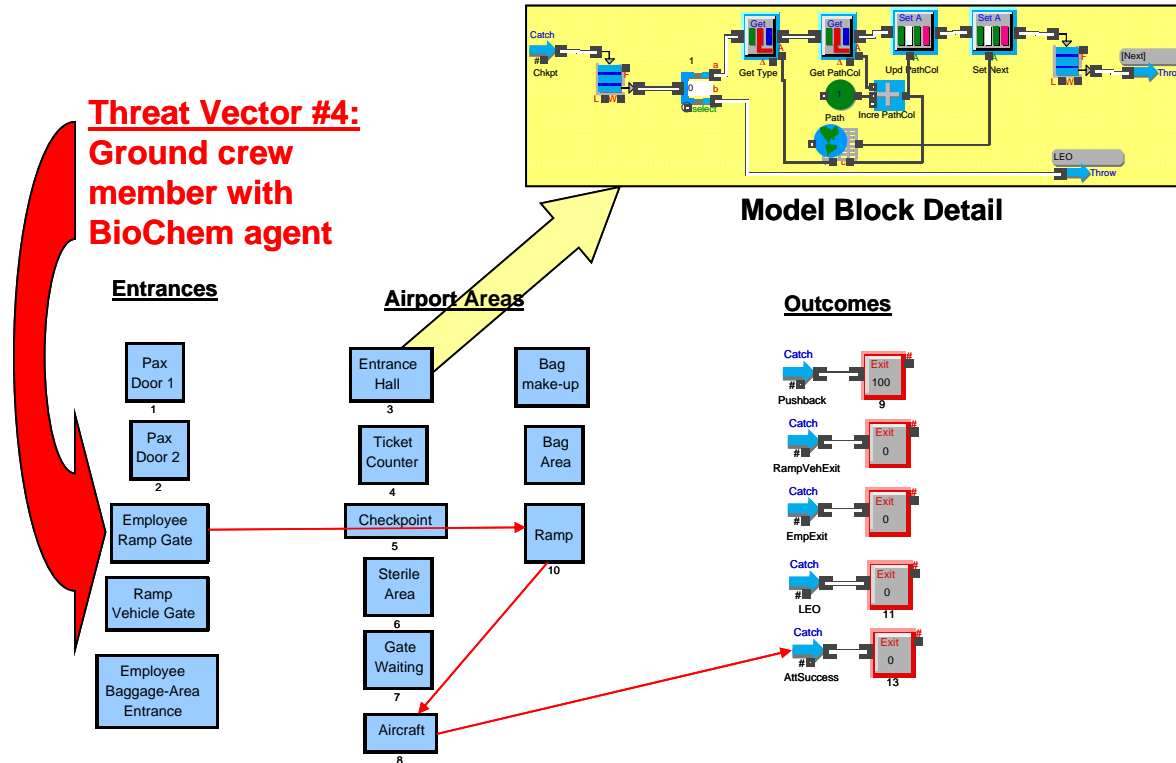 Threat Vector #4:
Ground crew
member with
BioChem agent
Catch
#
Chkpt
F
L W
1
0
a
b
select
Get
A
Δ
Get Type
Get
A
Δ
Get PathCol
Set A
A
Upd PathCol
Set A
A
Set Next
1
Path
Incre PathCol
F
L W
[Next]
Throw
LEO
Throw
Model Block Detail
Entrances
Airport Areas
Outcomes
Pax
Door 1
1
Pax
Door 2
2
Employee
Ramp Gate
Ramp
Vehicle Gate
Employee
Baggage-Area
Entrance
Entrance
Hall
3
Ticket
Counter
4
Checkpoint
5
Sterile
Area
6
Gate
Waiting
7
Aircraft
8
Bag
make-up
Bag
Area
Ramp
10
Catch
#
Pushback
Exit
#
100
9
Catch
#
RampVehExit
Exit
#
0
Catch
#
EmpExit
Exit
#
0
Catch
#
LEO
Exit
#
0
11
Catch
#
AttSuccess
Exit
#
0
13